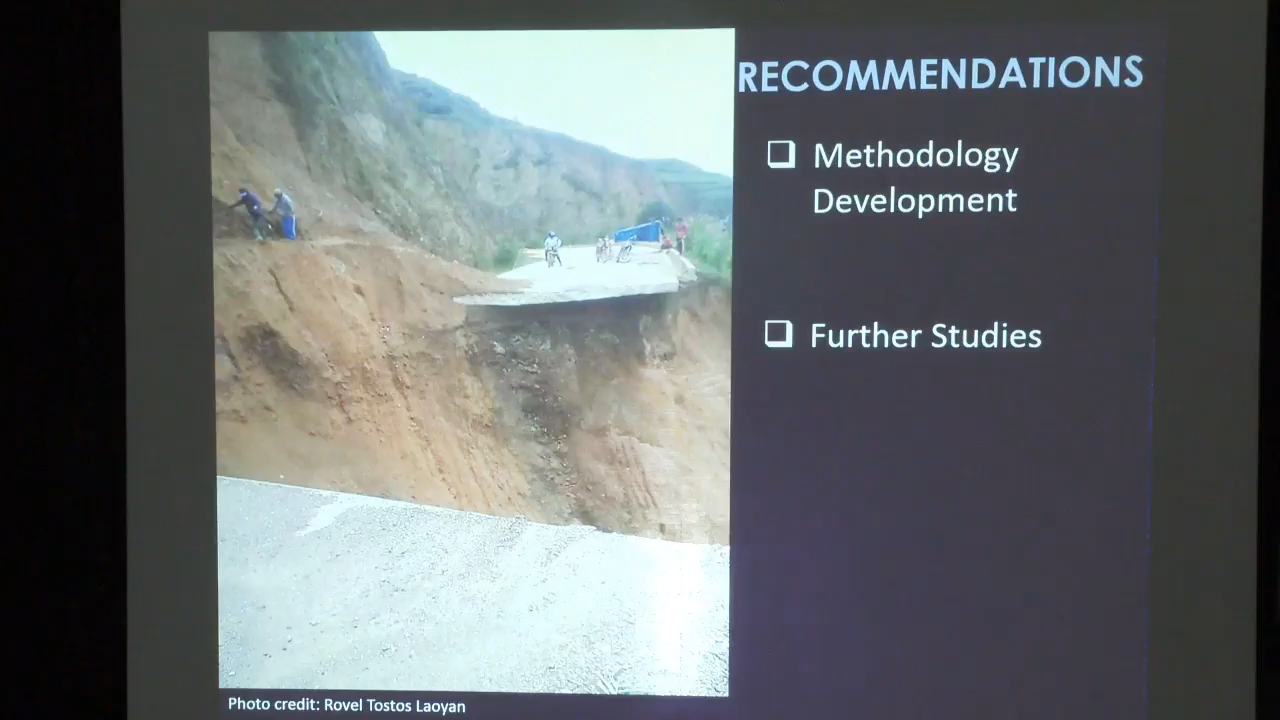 RECOMMENDATIONS
❑ Methodology
Development
❑ Further Studies
Photo credit: Rovel Tostos Laoyan